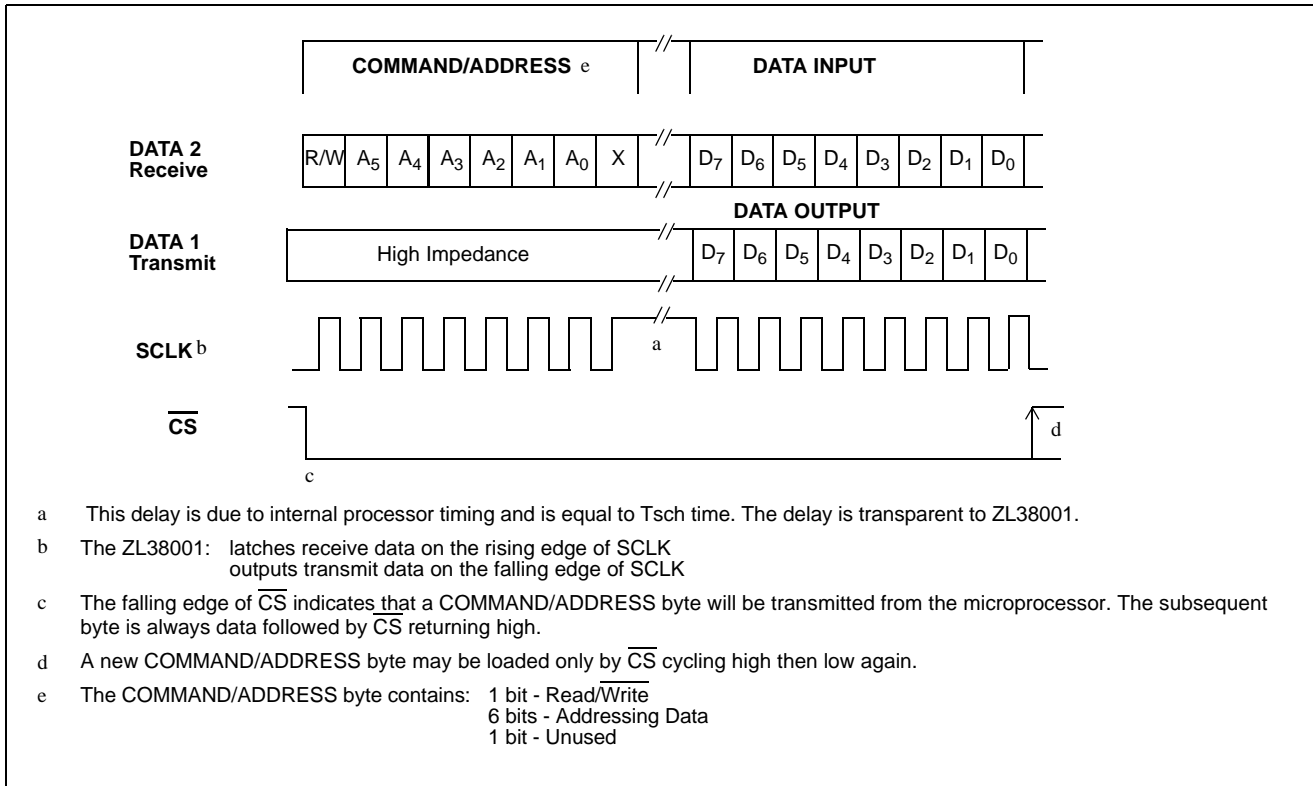 COMMAND/ADDRESS e
DATA INPUT
DATA 2
Receive
R/W A5 A4 A3 A2 A1 A0 X
D7 D6 D5 D4 D3 D2 D1 D0
DATA OUTPUT
DATA 1
Transmit
High Impedance
D7 D6 D5 D4 D3 D2 D1 D0
SCLK b
a
CS
d
c
a This delay is due to internal processor timing and is equal to Tsch time. The delay is transparent to ZL38001.
b The ZL38001: latches receive data on the rising edge of SCLK
outputs transmit data on the falling edge of SCLK
c The falling edge of CS indicates that a COMMAND/ADDRESS byte will be transmitted from the microprocessor. The subsequent
byte is always data followed by CS returning high.
d A new COMMAND/ADDRESS byte may be loaded only by CS cycling high then low again.
e The COMMAND/ADDRESS byte contains: 1 bit - Read/Write
6 bits - Addressing Data
1 bit - Unused